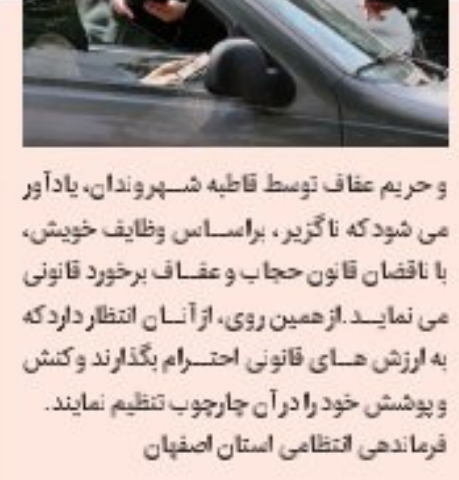 و حریم عفاف توسط قاطبه شهروندان، یادآور
می شود که ناگزیر، براساس وظایف خویش،
با ناقضان قانون حجاب و عفاف برخورد قانونی
می نماید. از همین روی، از آنان انتظار دارد که
به ارزش های قانونی احترام بگذارند و کنش
و پوشش خود را در آن چارچوب تنظیم نمایند.
فرماندهی انتظامی استان اصفهان